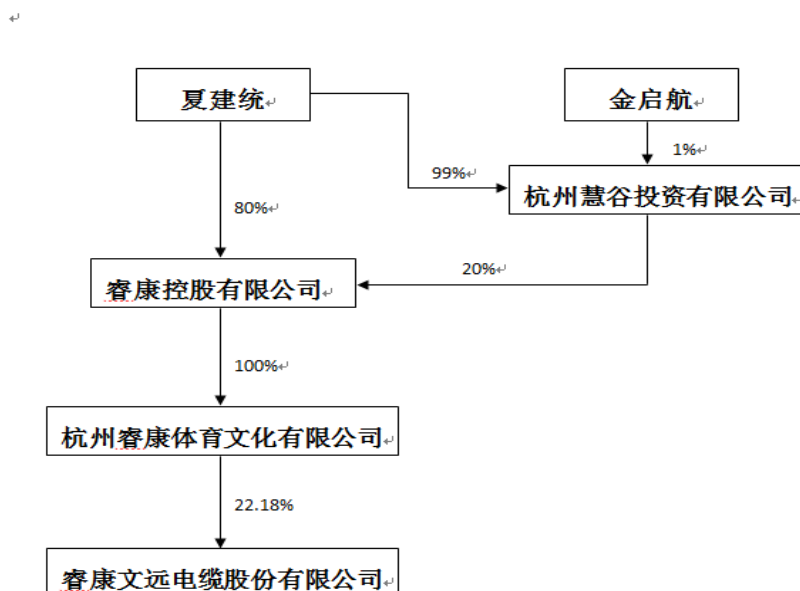 夏建统
金启航
1%
99%
杭州慧谷投资有限公司
80%
20%
睿康控股有限公司
100%
杭州睿康体育文化有限公司
22.18%
睿康文远电缆股份有限公司